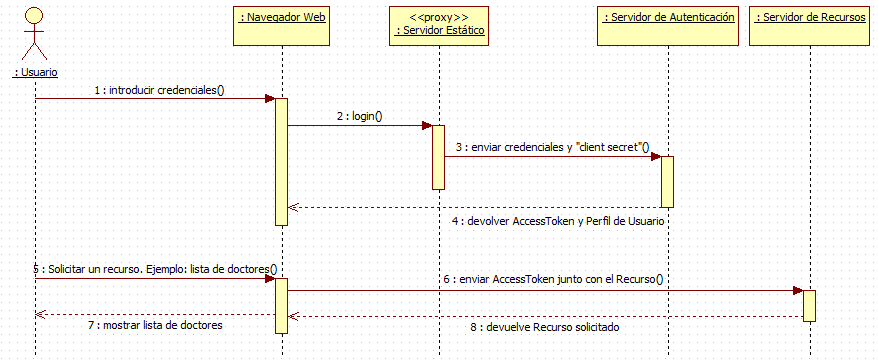 : Navegador Web
<<proxy>>
: Servidor Estático
: Servidor de Autenticación
: Servidor de Recursos
: Usuario
1 : introducir credenciales()
2 : login()
3 : enviar credenciales y "client secret"()
4 : devolver AccessToken y Perfil de Usuario
5 : Solicitar un recurso. Ejemplo: lista de doctores()
6 : enviar AccessToken junto con el Recurso()
7 : mostrar lista de doctores
8 : devuelve Recurso solicitado